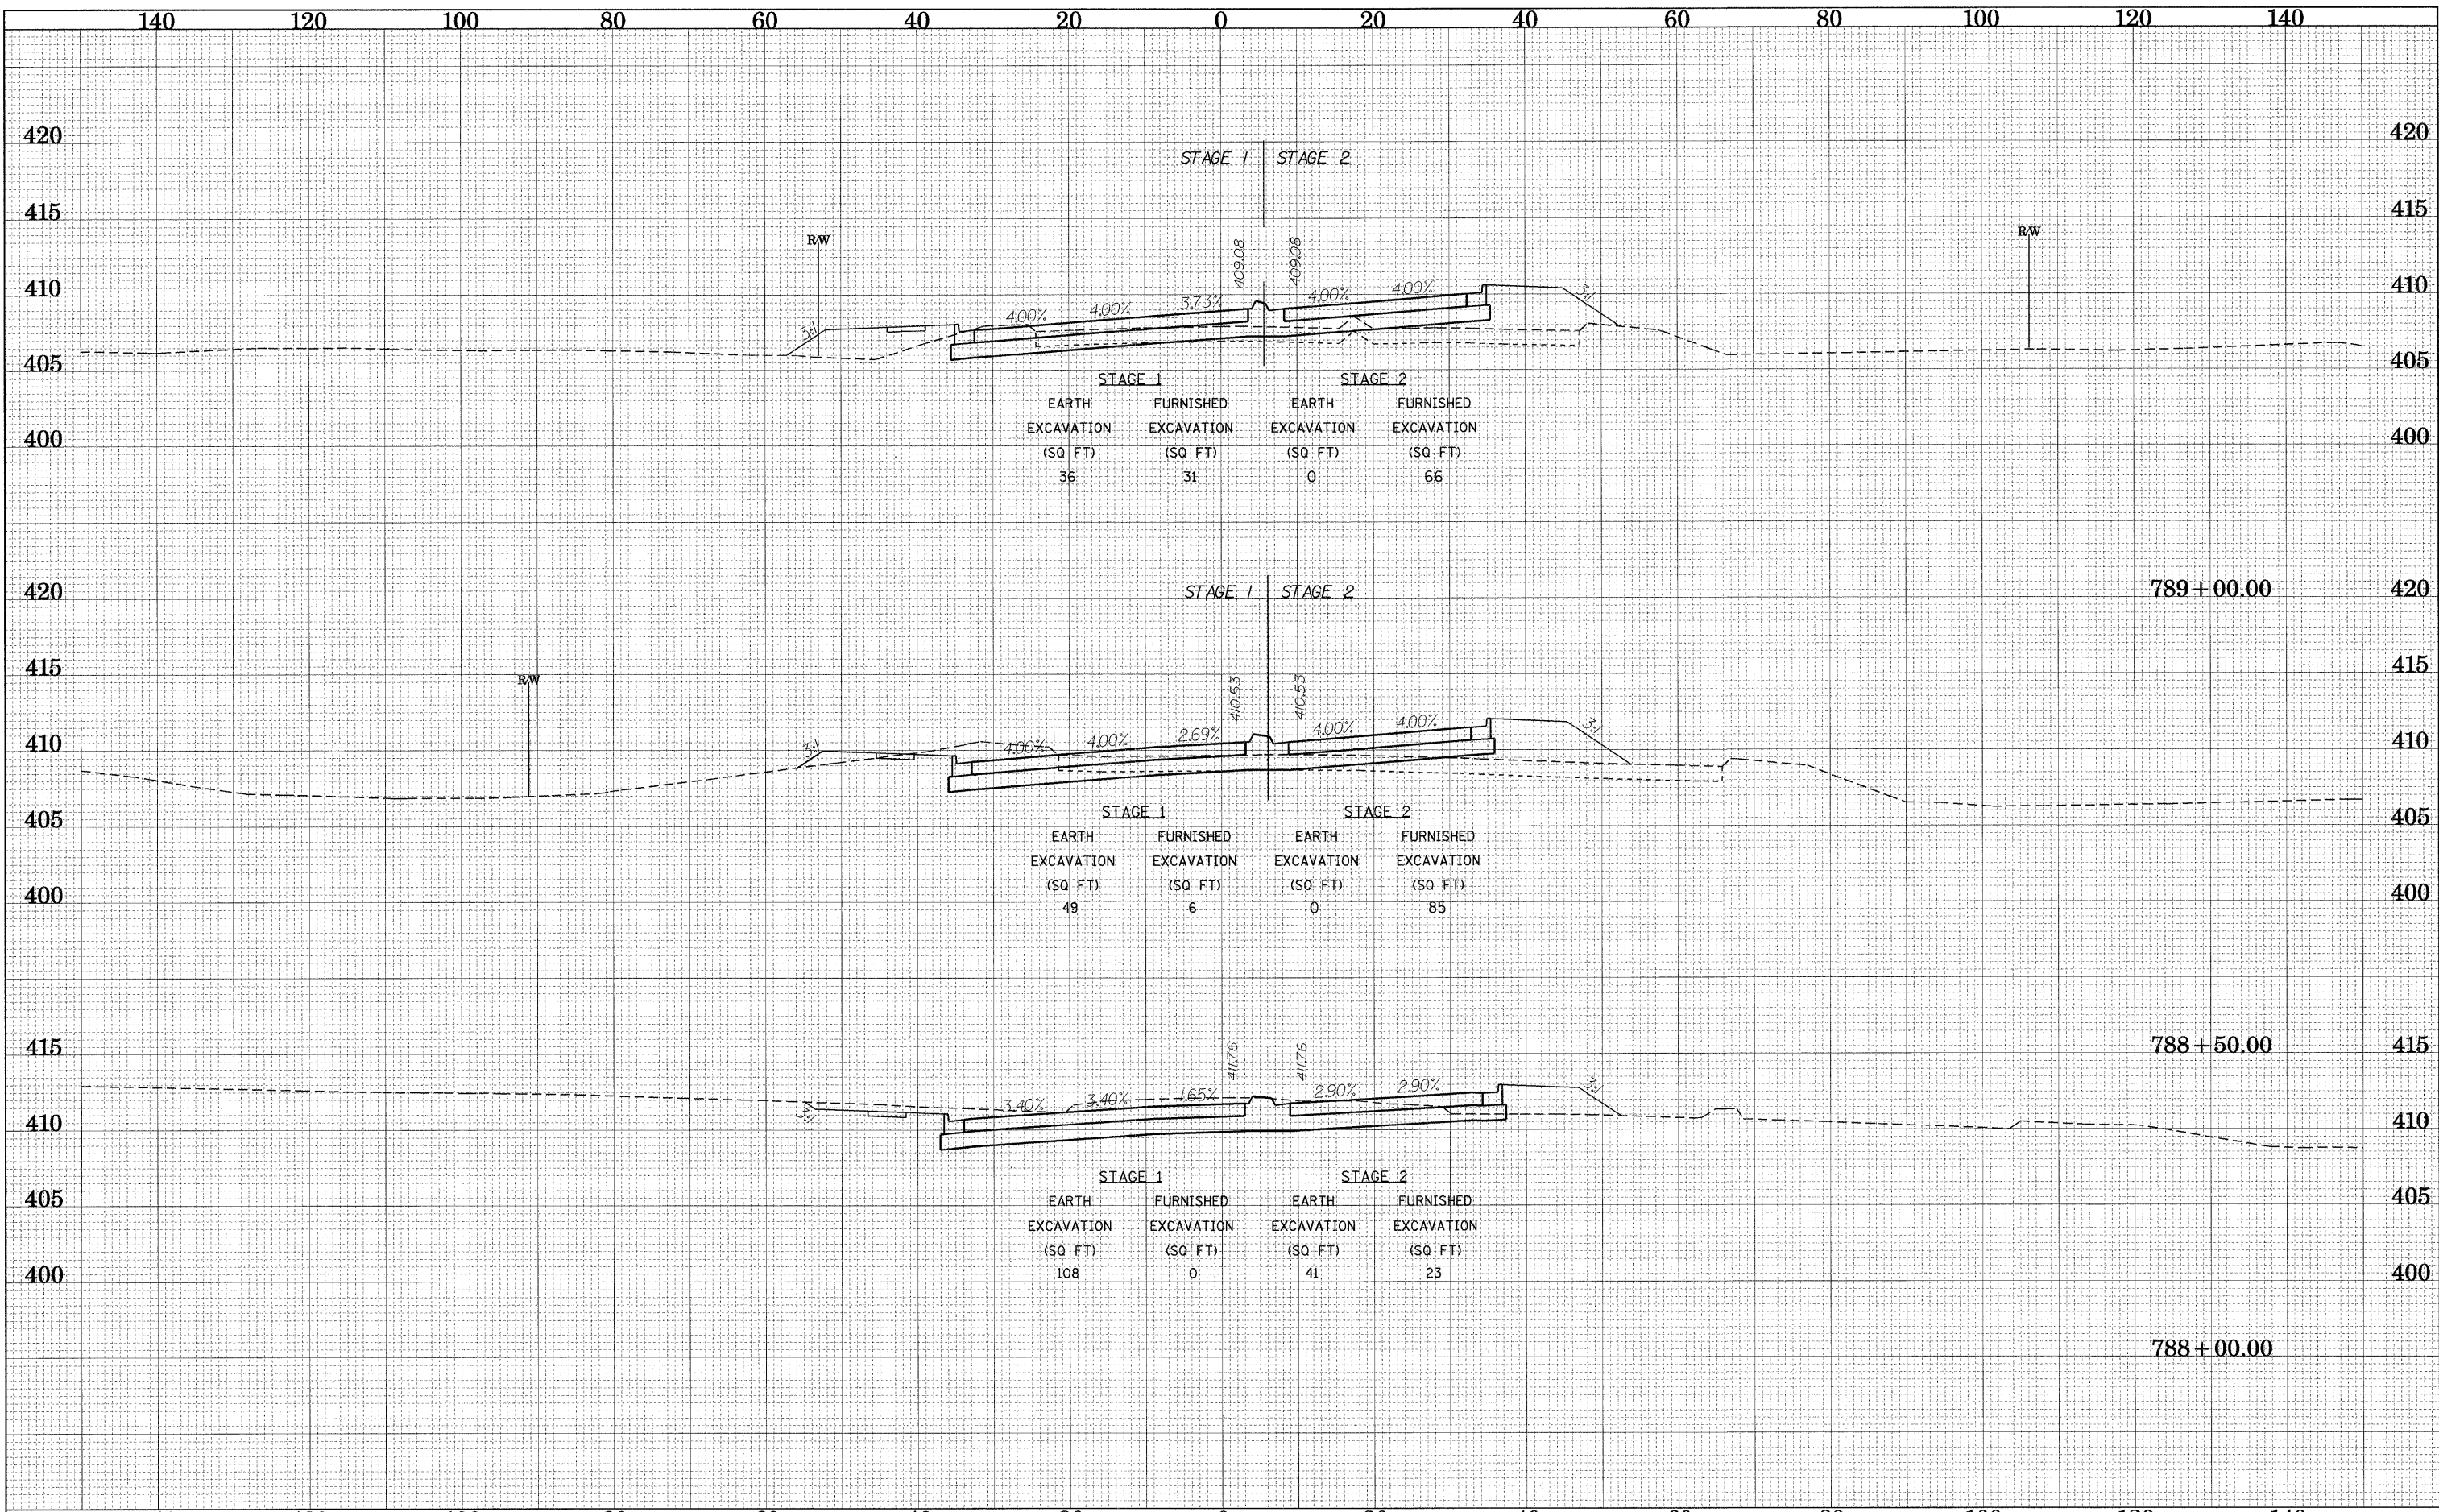 140 120 100 80 60 40 20 0 20 40 60 80 100 120 140
420 420
STAGE 1 STAGE 2
415 415
R/W R/W
409.08 409.08
410 410
3:1 4.00% 4.00% 3.73% 4.00% 4.00% 3:1
405 405
STAGE 1 STAGE 2
EARTH FURNISHED EARTH FURNISHED
EXCAVATION EXCAVATION EXCAVATION EXCAVATION
400 400
(SQ FT) (SQ FT) (SQ FT) (SQ FT)
36 31 0 66
420 STAGE 1 STAGE 2 789+00.00 420
415 415
R/W
410.53 410.53
410 410
3:1 4.00% 4.00% 2.69% 4.00% 4.00% 3:1
405 405
STAGE 1 STAGE 2
EARTH FURNISHED EARTH FURNISHED
EXCAVATION EXCAVATION EXCAVATION EXCAVATION
(SQ FT) (SQ FT) (SQ FT) (SQ FT)
400 400
49 6 0 85
415 788+50.00 415
411.76 411.76
3:1 3.40% 3.40% 1.65% 2.90% 2.90% 3:1
410 410
STAGE 1 STAGE 2
405 405
EARTH FURNISHED EARTH FURNISHED
EXCAVATION EXCAVATION EXCAVATION EXCAVATION
(SQ FT) (SQ FT) (SQ FT) (SQ FT)
400 400
108 0 41 23
788+00.00